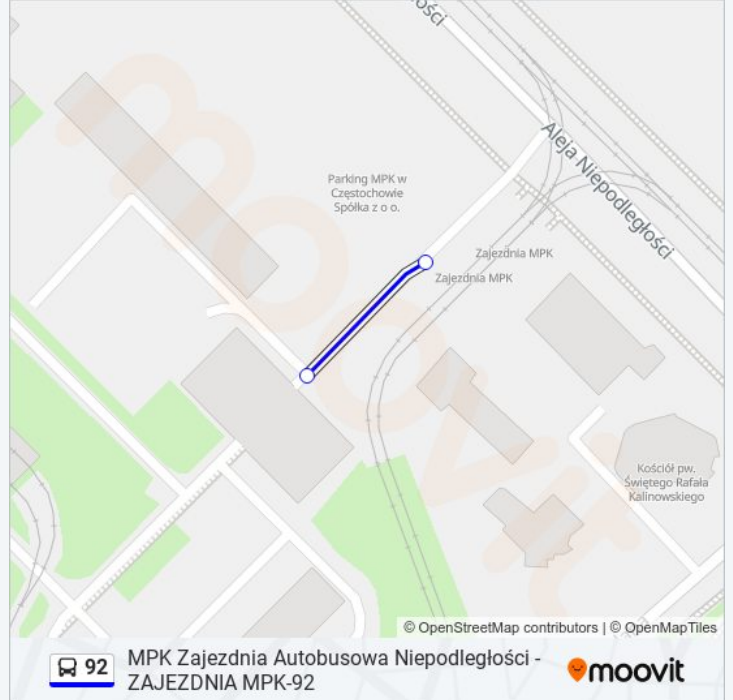 ości
Aleja Niepodległości
Parking MPK w
Częstochowie
Spółka z o o.
Zajezdnia MPK
Zajezdnia MPK
Kościół pw.
Świętego Rafała
Kalinowskiego
moovit
© OpenStreetMap contributors | © OpenMapTiles
92
MPK Zajezdnia Autobusowa Niepodległości -
ZAJEZDNIA MPK-92
moovit